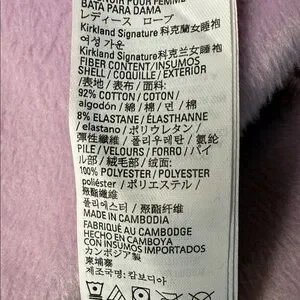 PEIGNOIR POUR FEMME
BATA PARA DAMA
レディース ローブ
Kirkland Signature 科克蘭女睡袍
Kirkland Signature 科克兰女睡袍
여성 가운
FIBER CONTENT/INSUMOS
SHELL / COQUILLE / EXTERIOR
/表地 / 表布 / 面料:
92% COTTON / COTON /
algodón / 綿 / 棉 / 면 / 棉
8% ELASTANE / ÉLASTHANNE
/ elastano / ポリウレタン /
彈性纖維 / 폴리우레탄 / 氨纶
PILE / VELOURS / FORRO / パイ
ル部 / 絨毛部 / 绒面:
100% POLYESTER / POLYESTER
poliéster / ポリエステル /
聚酯纖維
폴리에스터 / 聚酯纤维
MADE IN CAMBODIA
FABRIQUÉ AU CAMBODGE
HECHO EN CAMBOYA
CON INSUMOS IMPORTADOS
カンボジア製
柬埔寨
제조국명: 캄보디아